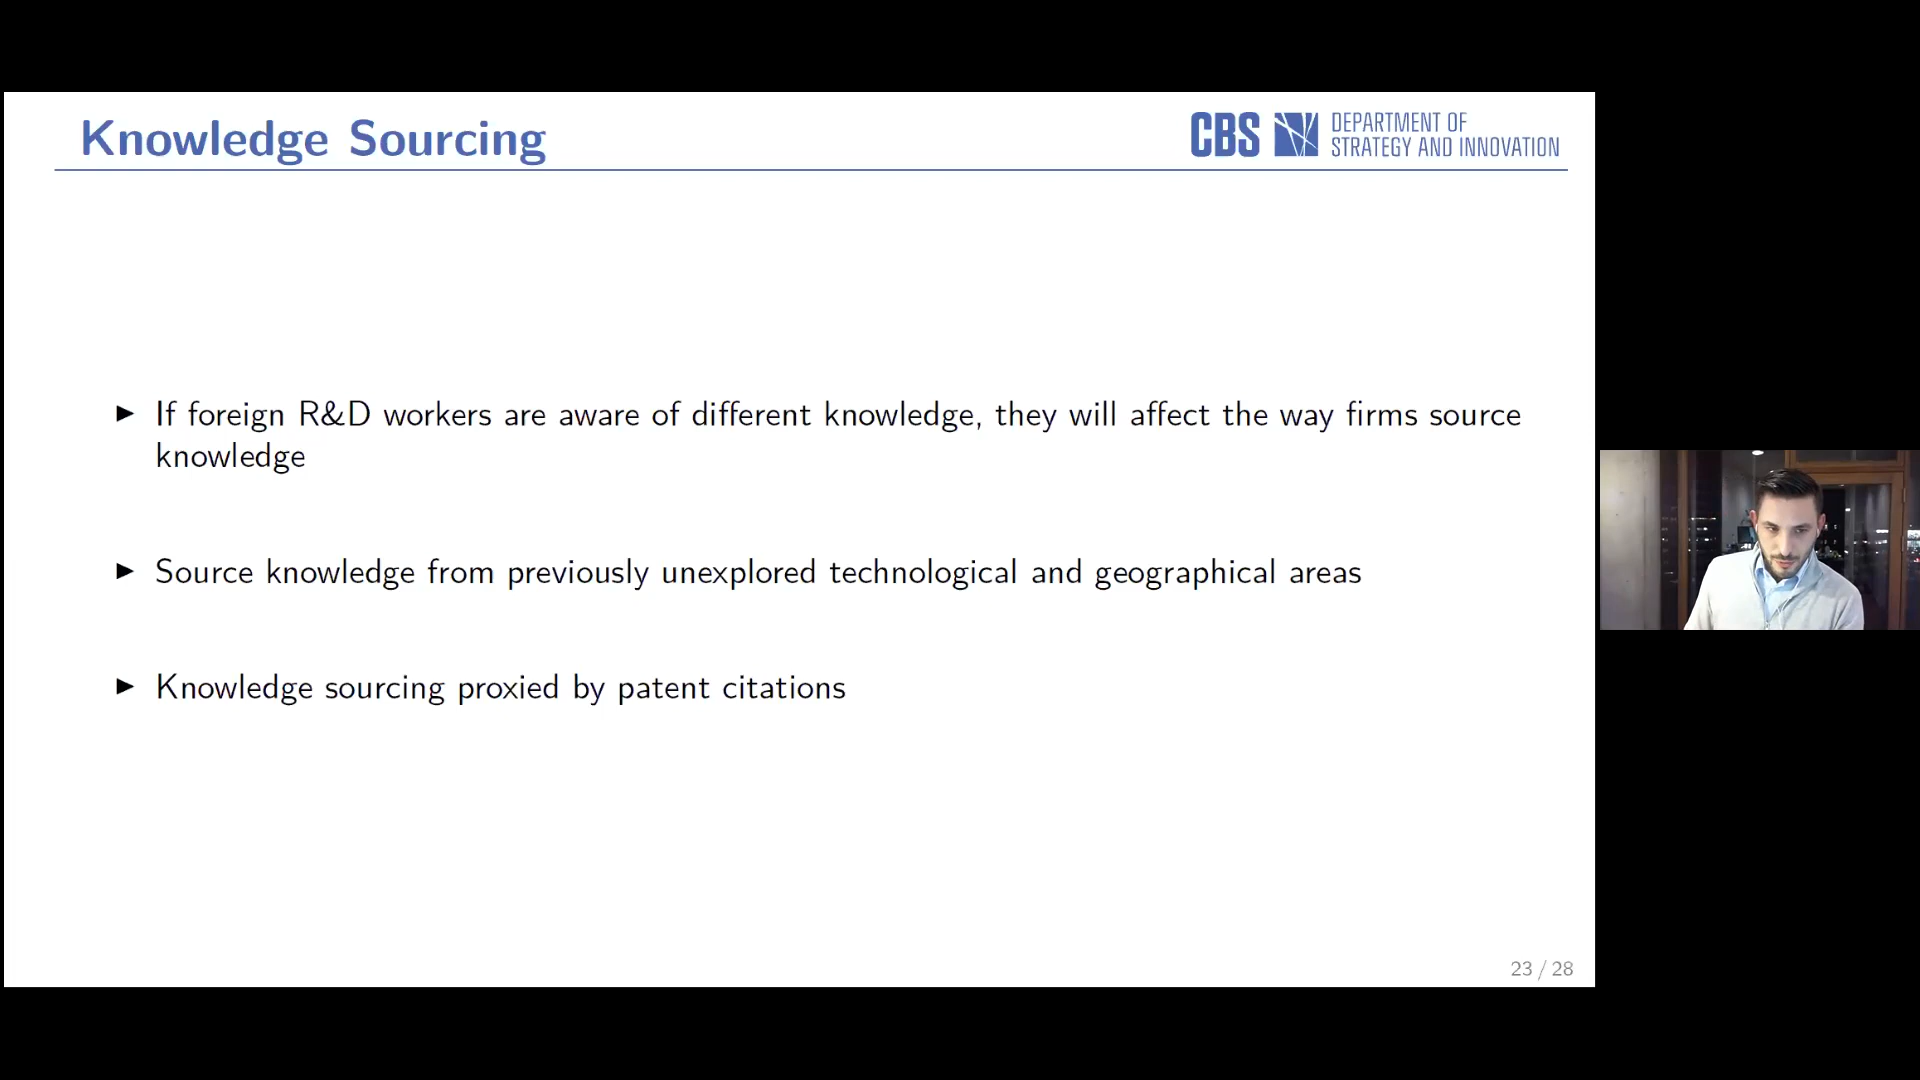 Knowledge Sourcing
CBS DEPARTMENT OF
STRATEGY AND INNOVATION
► If foreign R&D workers are aware of different knowledge, they will affect the way firms source
knowledge
► Source knowledge from previously unexplored technological and geographical areas
► Knowledge sourcing proxied by patent citations
23 / 28